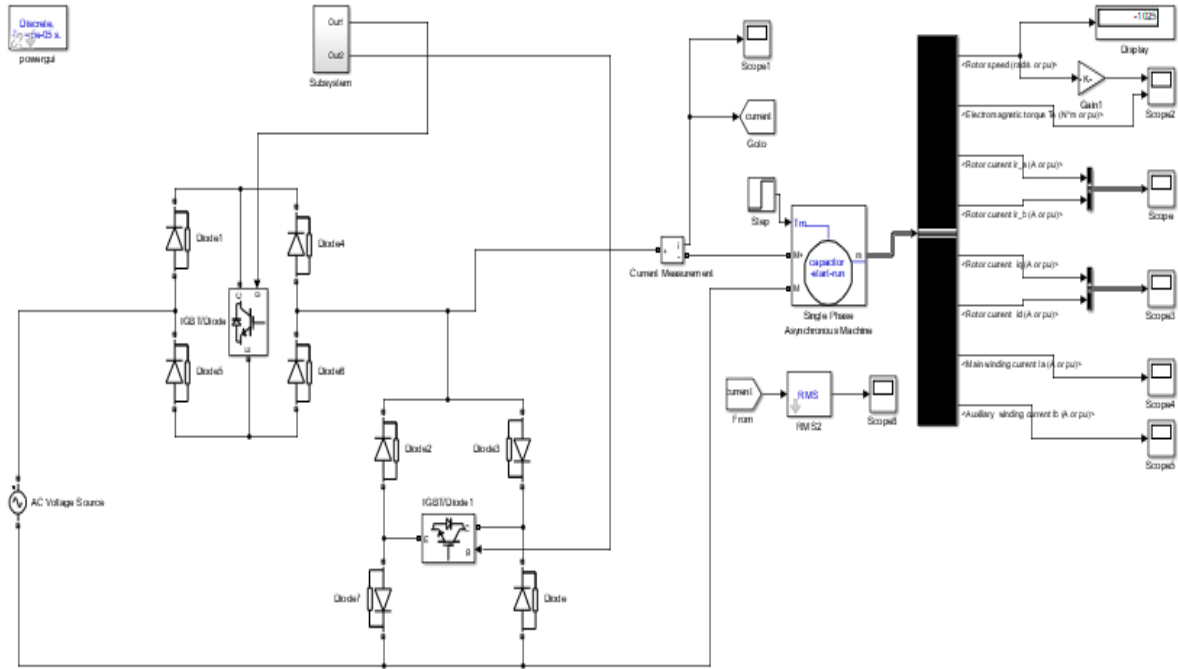 Discrete,
powergui
Out1
Out2
Subsystem
Scope1
current
Goto
Step
Current Measurement
Tm
M+
M
m
capacitor
-start-run
Single Phase
Asynchronous Machine
-1025
Display
<Rotor speed (rad/s or pu)>
-K-
Gain1
Scope2
<Electromagnetic torque Te (N*m or pu)>
<Rotor current ir_a (A or pu)>
<Rotor current ir_b (A or pu)>
Scope
<Rotor current iq (A or pu)>
<Rotor current id (A or pu)>
Scope3
<Main winding current Ia (A or pu)>
Scope4
<Auxiliary winding current Ib (A or pu)>
Scope5
current
From
RMS
RMS2
Diode1
Diode4
IGBT/Diode
C
E
Diode5
Diode6
AC Voltage Source
Diode2
Diode3
IGBT/Diode1
E
C
Diode7
Diode